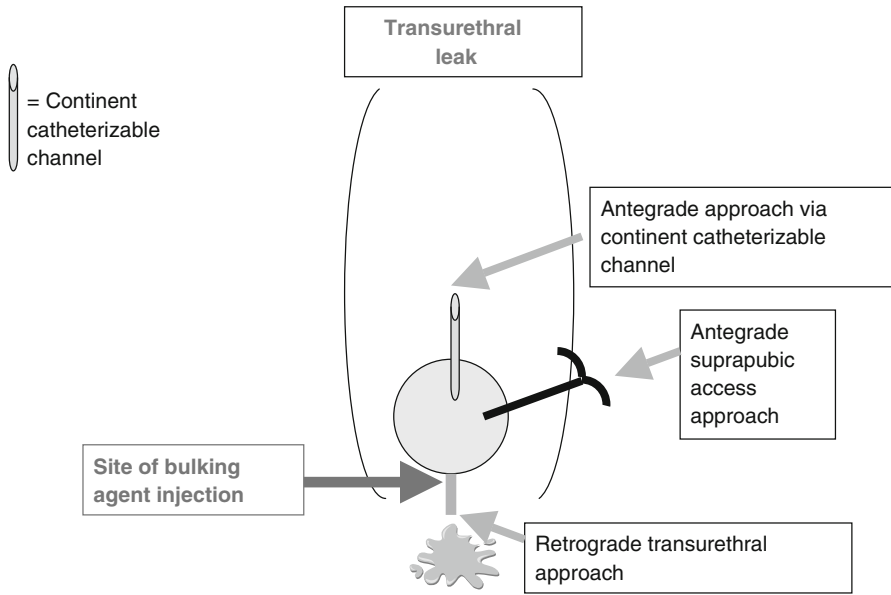 Transurethral
leak
= Continent
catheterizable
channel
Antegrade approach via
continent catheterizable
channel
Antegrade
suprapubic
access
approach
Site of bulking
agent injection
Retrograde transurethral
approach